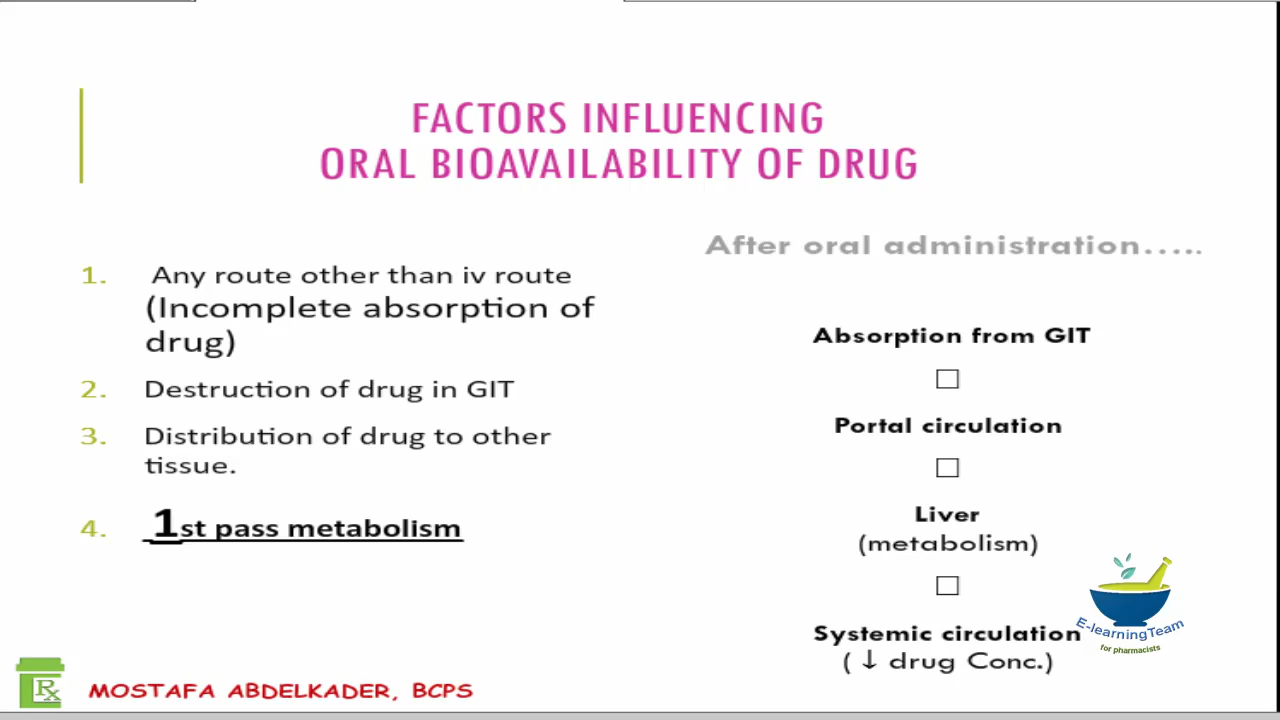 FACTORS INFLUENCING
ORAL BIOAVAILABILITY OF DRUG
1. Any route other than iv route
(Incomplete absorption of
drug)
2. Destruction of drug in GIT
3. Distribution of drug to other
tissue.
4. 1st pass metabolism
After oral administration.....
Absorption from GIT
□
Portal circulation
□
Liver
(metabolism)
□
Systemic circulation
( ↓ drug Conc.)
E-learningTeam
for pharmacists
Rx
MOSTAFA ABDELKADER, BCPS